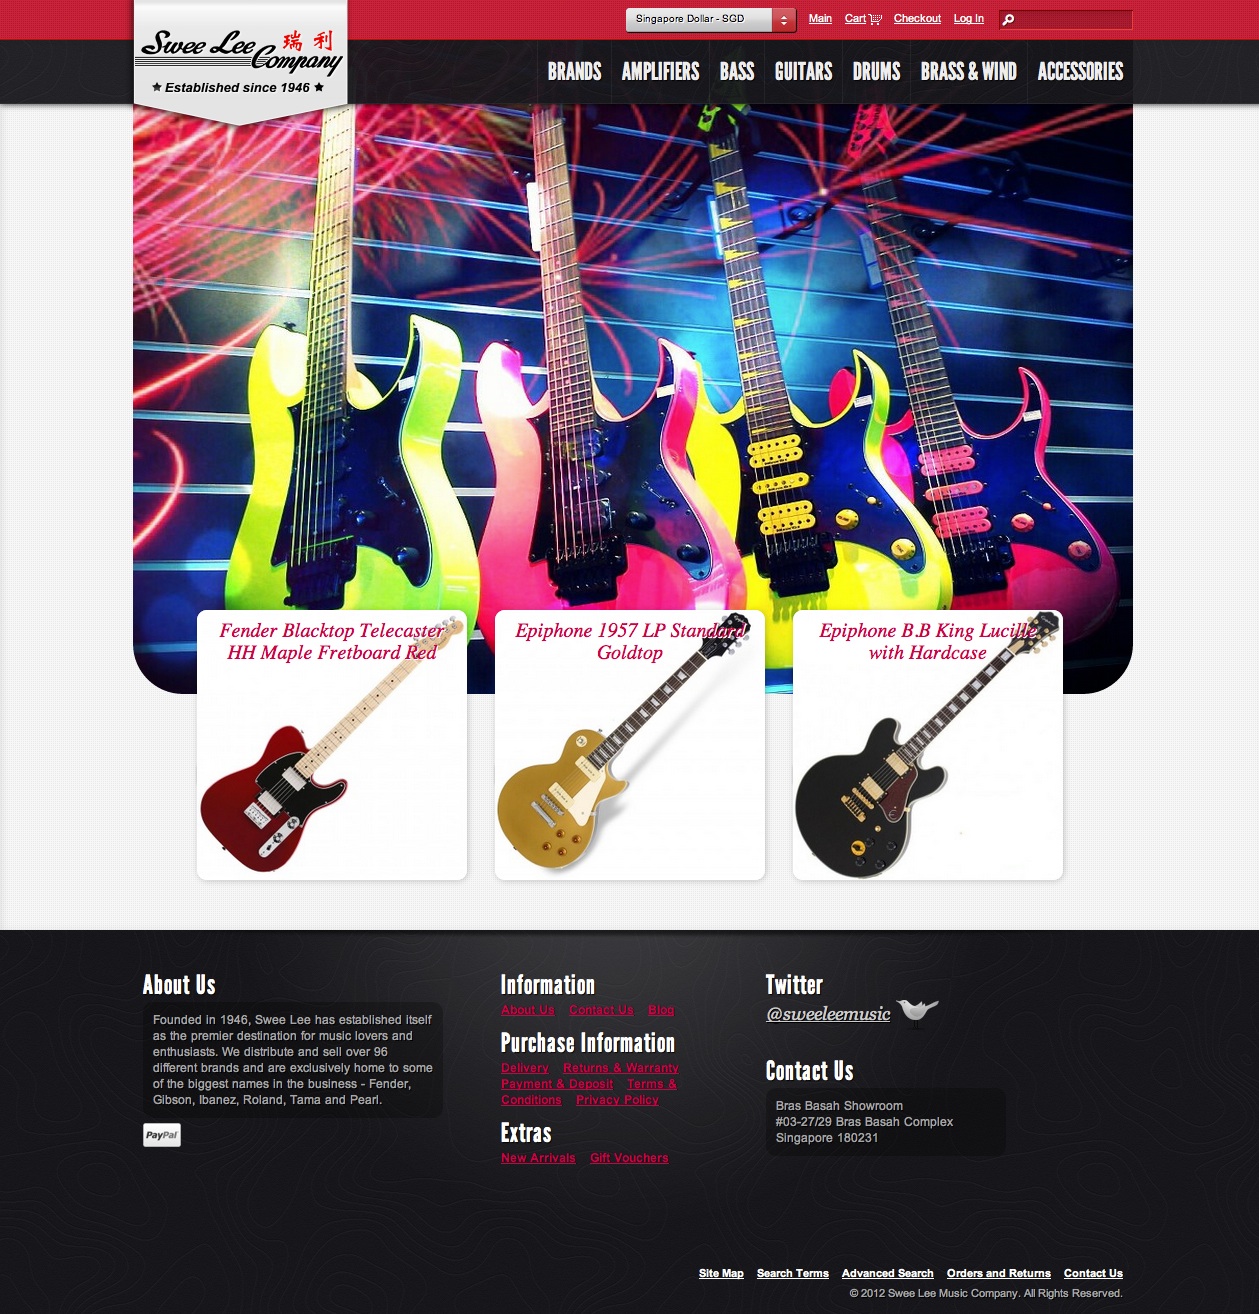 Singapore Dollar - SGD
Main Cart Checkout Log In
Swee Lee 瑞利
Company
★ Established since 1946 ★
BRANDS AMPLIFIERS BASS GUITARS DRUMS BRASS & WIND ACCESSORIES
Fender Blacktop Telecaster
HH Maple Fretboard Red
Epiphone 1957 LP Standard
Goldtop
Epiphone B.B King Lucille
with Hardcase
About Us
Founded in 1946, Swee Lee has established itself
as the premier destination for music lovers and
enthusiasts. We distribute and sell over 96
different brands and are exclusively home to some
of the biggest names in the business - Fender,
Gibson, Ibanez, Roland, Tama and Pearl.
PayPal
Information
About Us Contact Us Blog
Purchase Information
Delivery Returns & Warranty
Payment & Deposit Terms &
Conditions Privacy Policy
Extras
New Arrivals Gift Vouchers
Twitter
@sweeleemusic
Contact Us
Bras Basah Showroom
#03-27/29 Bras Basah Complex
Singapore 180231
Site Map Search Terms Advanced Search Orders and Returns Contact Us
© 2012 Swee Lee Music Company. All Rights Reserved.